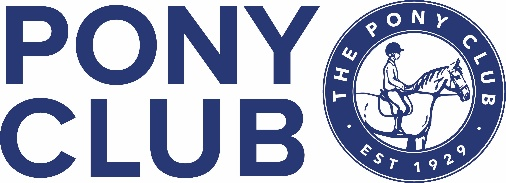 PONY
CLUB
THE PONY CLUB
· EST 1929 ·